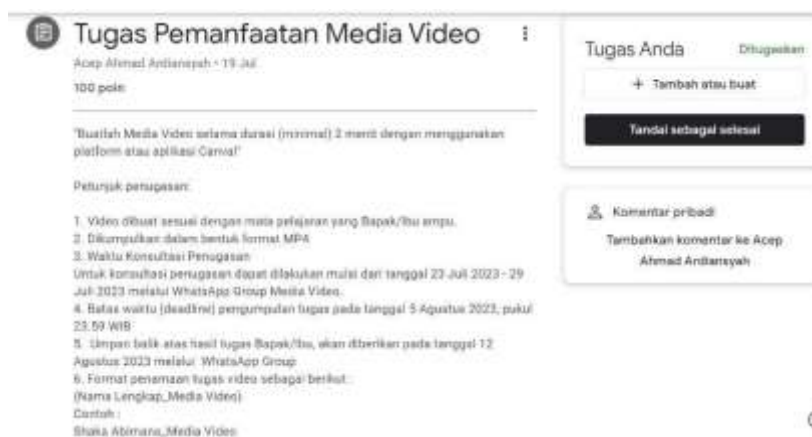 Tugas Pemanfaatan Media Video
Acep Ahmad Ardiansyah • 19 Jul
100 poin
"Buatlah Media Video selama durasi (minimal) 2 menit dengan menggunakan
platform atau aplikasi Canva!"
Petunjuk penugasan:
1. Video dibuat sesuai dengan mata pelajaran yang Bapak/Ibu ampu.
2. Dikumpulkan dalam bentuk format MP4
3. Waktu Konsultasi Penugasan
Untuk konsultasi penugasan dapat dilakukan mulai dari tanggal 23 Juli 2023 - 29
Juli 2023 melalui WhatsApp Group Media Video.
4. Batas waktu (deadline) pengumpulan tugas pada tanggal 5 Agustus 2023, pukul
23.59 WIB
5. Umpan balik atas hasil tugas Bapak/Ibu, akan diberikan pada tanggal 12
Agustus 2023 melalui WhatsApp Group
6. Format penamaan tugas video sebagai berikut :
(Nama Lengkap_Media Video)
Contoh :
Shaka Abimana_Media Video
Tugas Anda
Ditugaskan
+ Tambah atau buat
Tandai sebagai selesai
Komentar pribadi
Tambahkan komentar ke Acep
Ahmad Ardiansyah